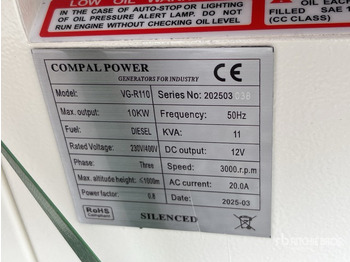 LOW OIL WARNING
IN THE CASE OF AUTO-STOP OR LIGHTING
OF OIL PRESSURE ALERT LAMP, DO NOT
RUN ENGINE WITHOUT CHECKING OIL LEVEL
OIL EACH
FILLED SAE 1
(CC CLASS)
COMPAL POWER CE
GENERATORS FOR INDUSTRY
Model: VG-R110 Series No: 202503
Max. output: 10KW Frequency: 50Hz
Fuel: DIESEL KVA: 11
Rated Voltage: 230V/400V DC output: 12V
Phase: Three Speed: 3000.r.p.m
Max. altitude height: ≤1000m AC current: 20.0A
Power factor: 0.8 Date: 2025-03
RoHS
Compliant
SILENCED